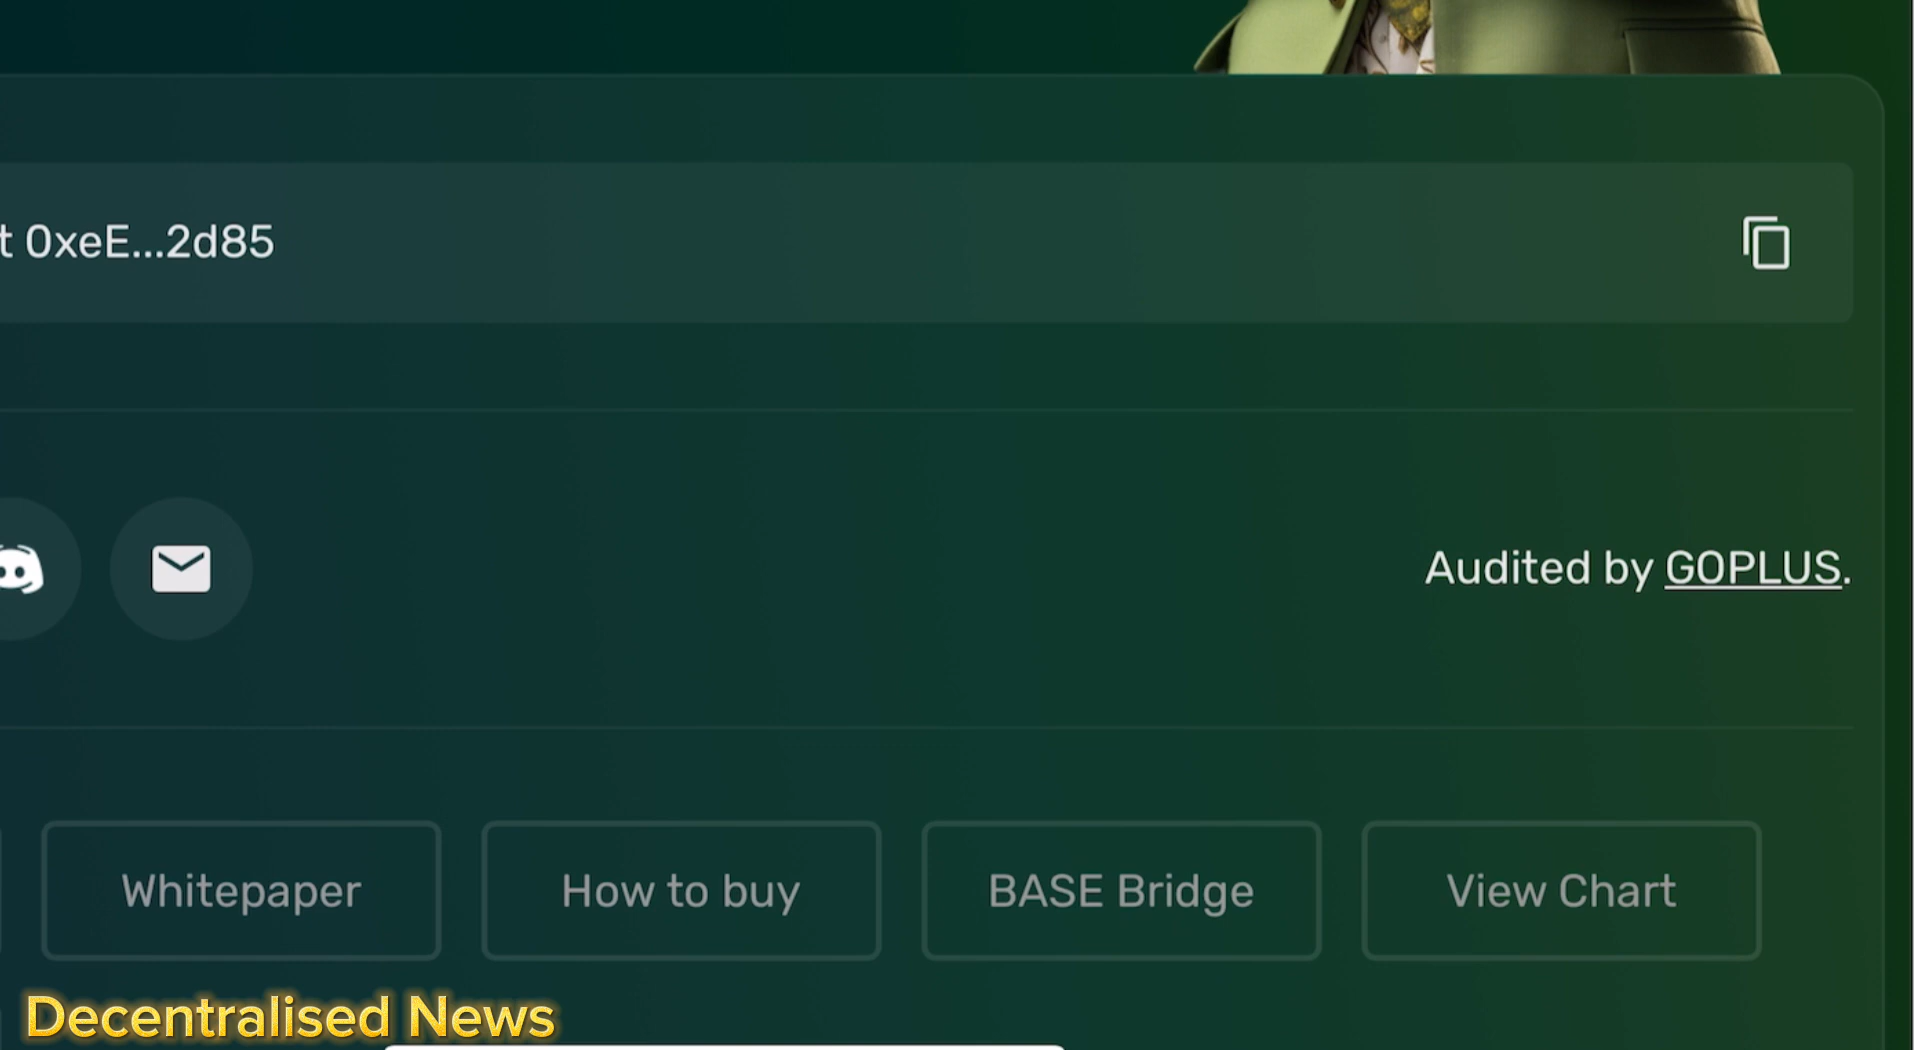 t 0xeE...2d85
Audited by GOPLUS.
Whitepaper
How to buy
BASE Bridge
View Chart
Decentralised News